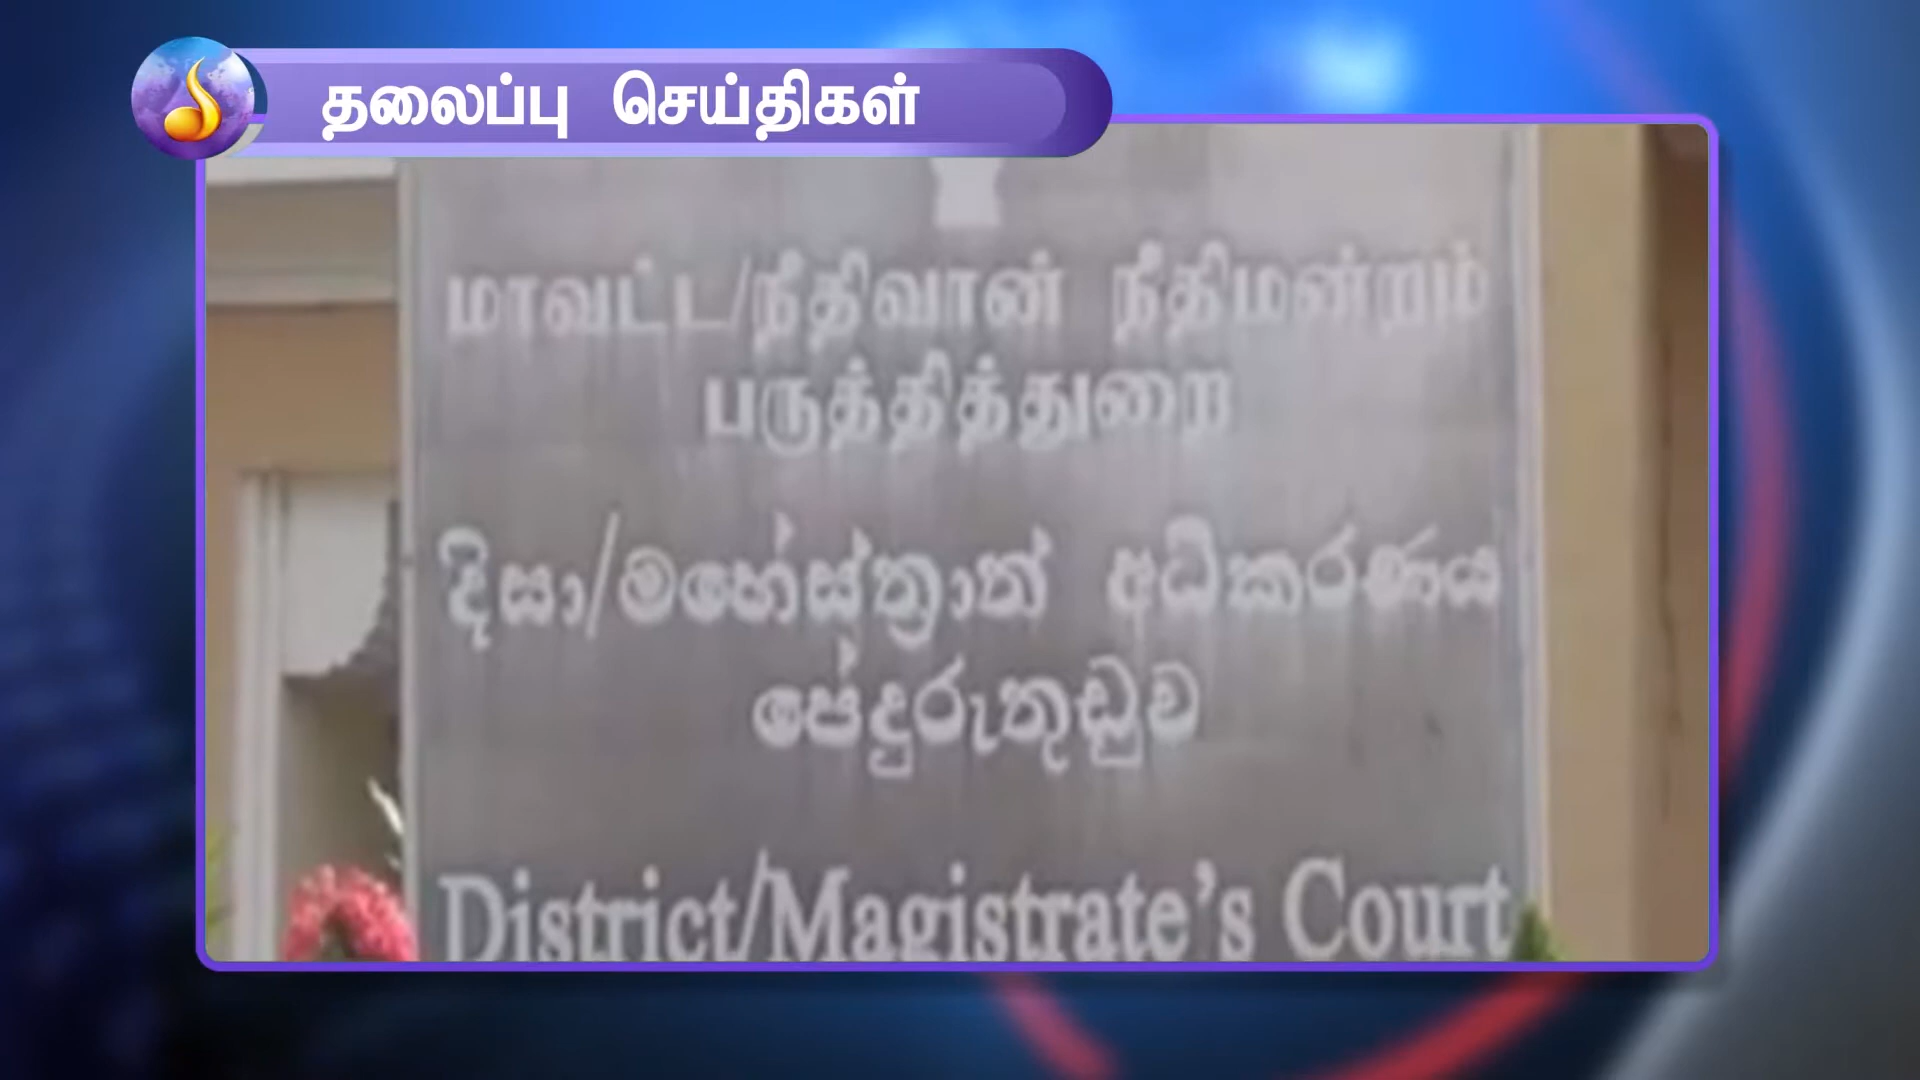 தலைப்பு செய்திகள்
மாவட்ட/நீதிவான் நீதிமன்றம்
பருத்தித்துறை
දිසා/මහේස්ත්‍රාත් අධිකරණය
පේදුරුතුඩුව
District/Magistrate's Court